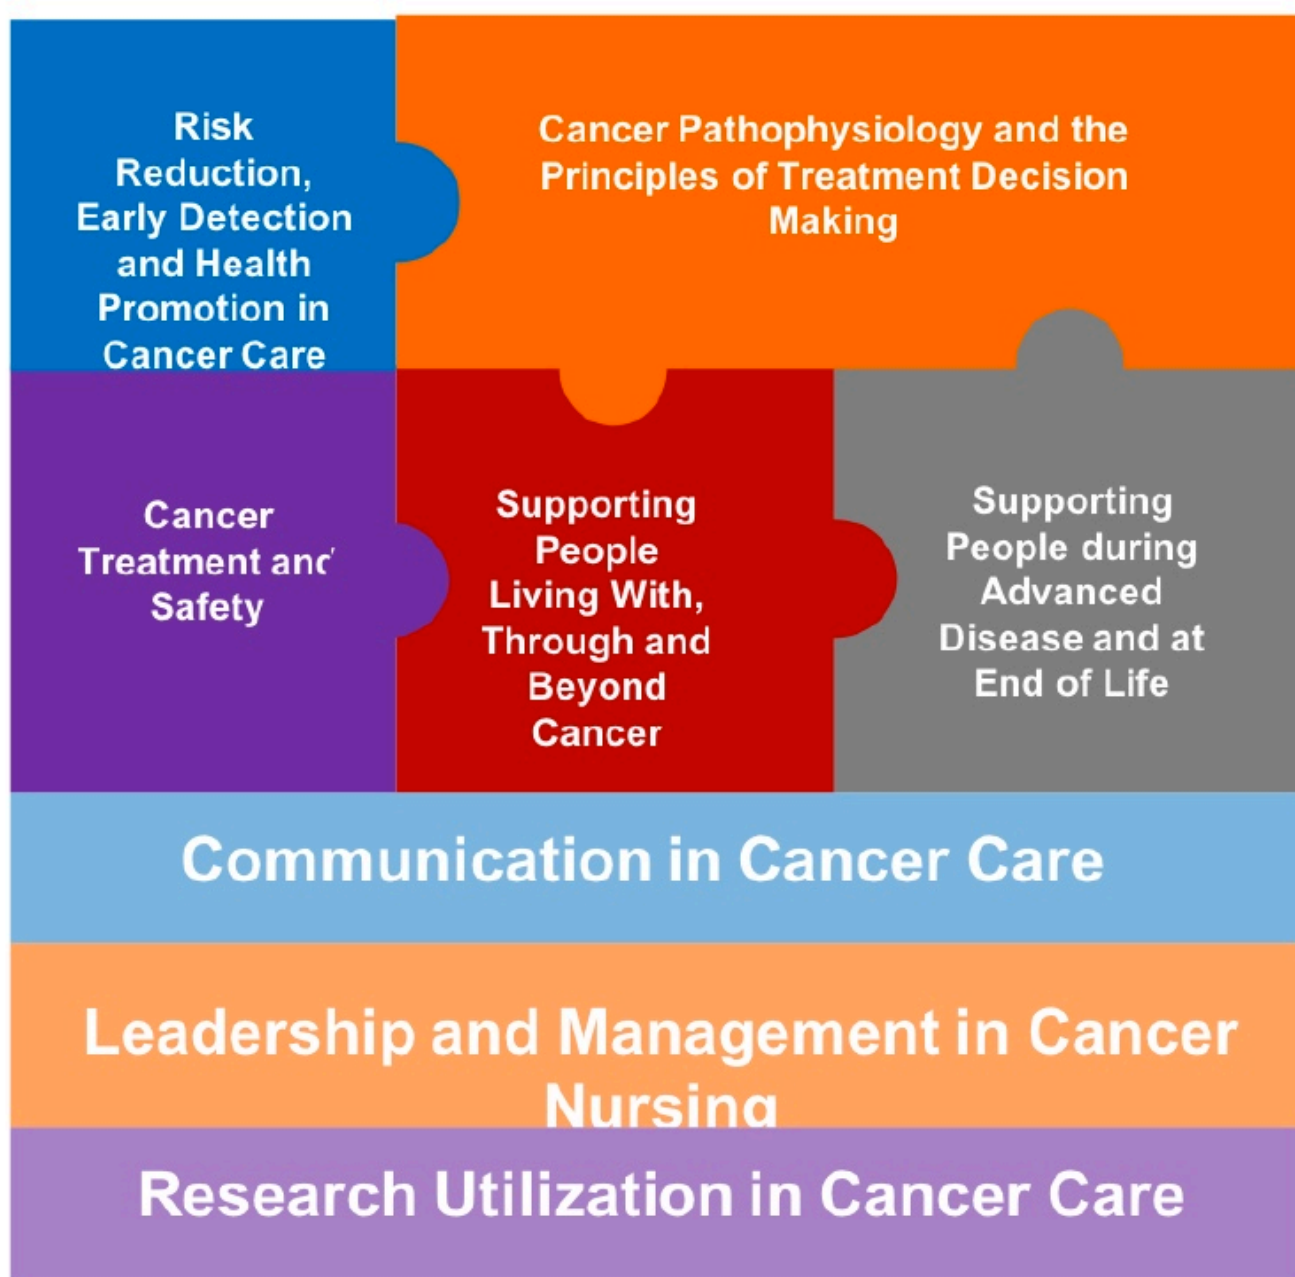 Risk
Reduction,
Early Detection
and Health
Promotion in
Cancer Care
Cancer Pathophysiology and the
Principles of Treatment Decision
Making
Cancer
Treatment and
Safety
Supporting
People
Living With,
Through and
Beyond
Cancer
Supporting
People during
Advanced
Disease and at
End of Life
Communication in Cancer Care
Leadership and Management in Cancer
Nursing
Research Utilization in Cancer Care